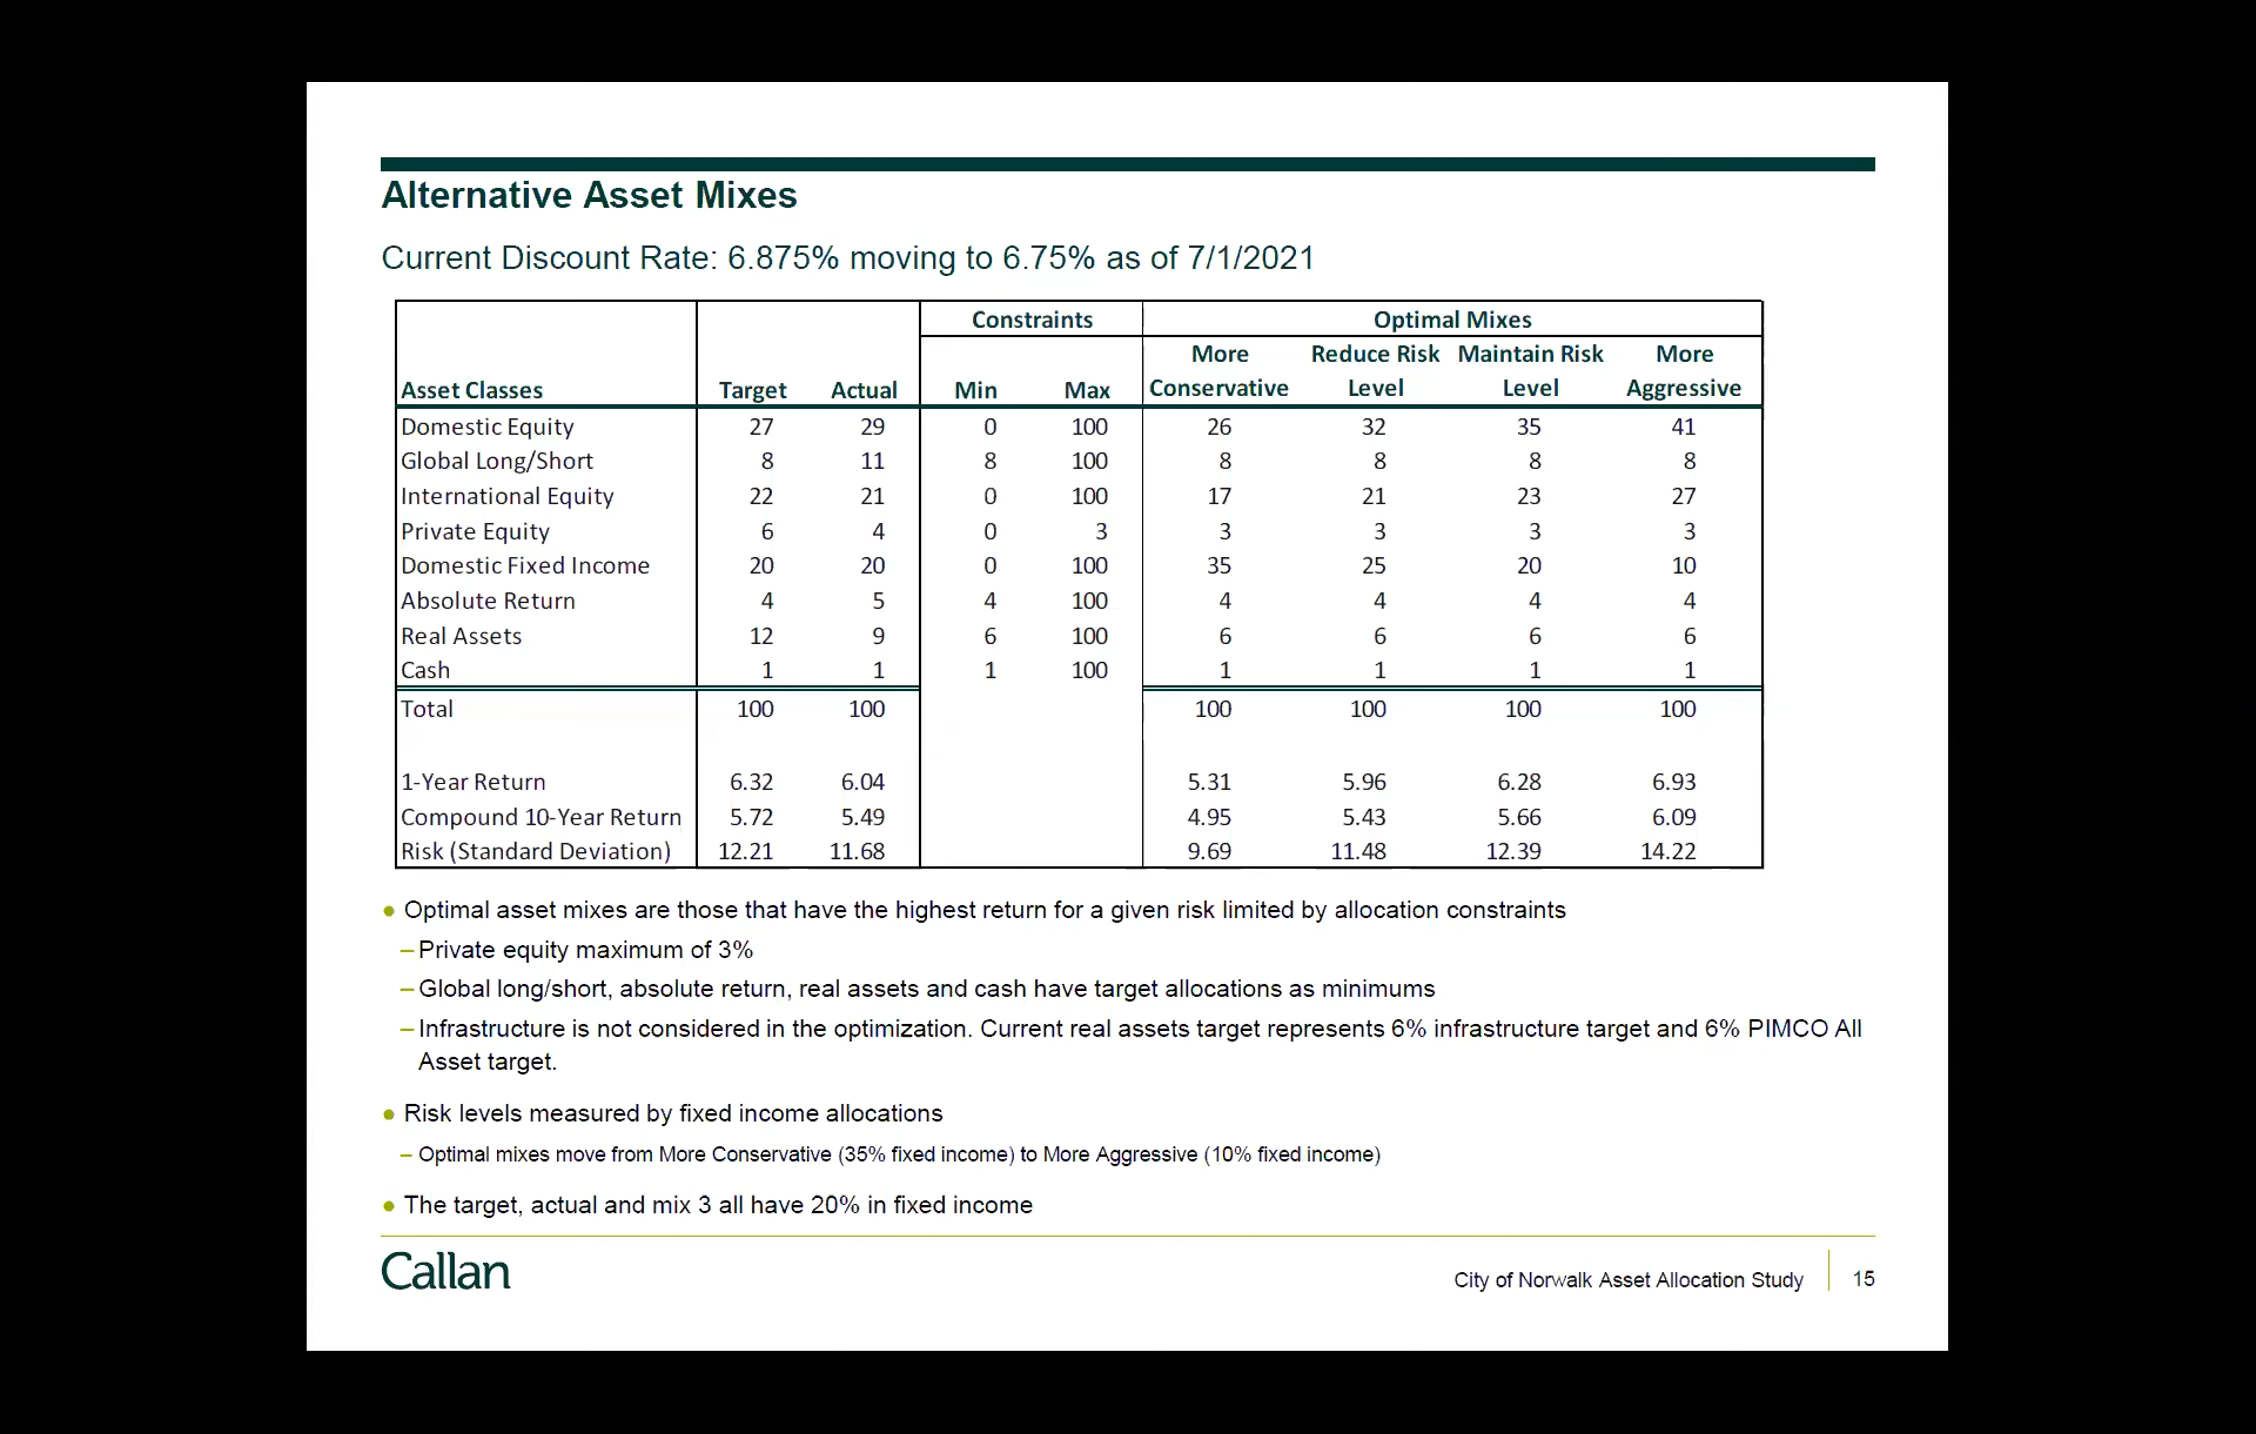 Alternative Asset Mixes
Current Discount Rate: 6.875% moving to 6.75% as of 7/1/2021
Constraints Optimal Mixes
More Reduce Risk Maintain Risk More
Asset Classes Target Actual Min Max Conservative Level Level Aggressive
Domestic Equity 27 29 0 100 26 32 35 41
Global Long/Short 8 11 8 100 8 8 8 8
International Equity 22 21 0 100 17 21 23 27
Private Equity 6 4 0 3 3 3 3 3
Domestic Fixed Income 20 20 0 100 35 25 20 10
Absolute Return 4 5 4 100 4 4 4 4
Real Assets 12 9 6 100 6 6 6 6
Cash 1 1 1 100 1 1 1 1
Total 100 100 100 100 100 100
1-Year Return 6.32 6.04 5.31 5.96 6.28 6.93
Compound 10-Year Return 5.72 5.49 4.95 5.43 5.66 6.09
Risk (Standard Deviation) 12.21 11.68 9.69 11.48 12.39 14.22
● Optimal asset mixes are those that have the highest return for a given risk limited by allocation constraints
– Private equity maximum of 3%
– Global long/short, absolute return, real assets and cash have target allocations as minimums
– Infrastructure is not considered in the optimization. Current real assets target represents 6% infrastructure target and 6% PIMCO All
Asset target.
● Risk levels measured by fixed income allocations
– Optimal mixes move from More Conservative (35% fixed income) to More Aggressive (10% fixed income)
● The target, actual and mix 3 all have 20% in fixed income
Callan
City of Norwalk Asset Allocation Study 15